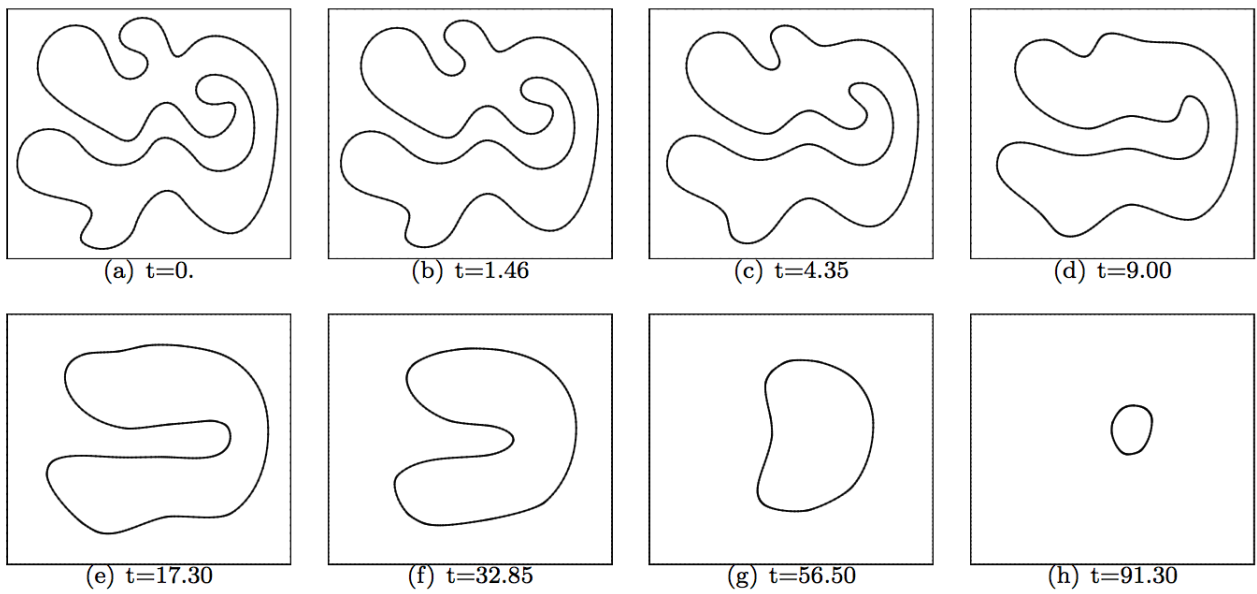 (a) t=0.
(b) t=1.46
(c) t=4.35
(d) t=9.00
(e) t=17.30
(f) t=32.85
(g) t=56.50
(h) t=91.30